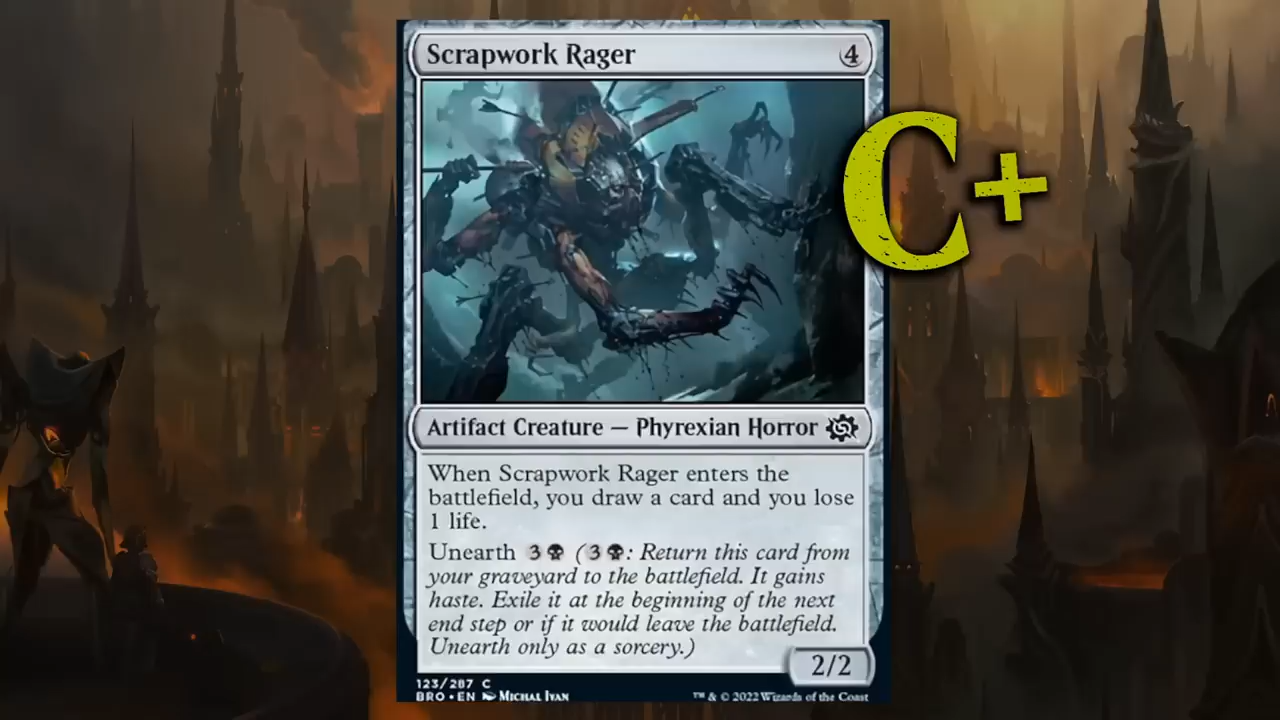 Scrapwork Rager 4
C+
Artifact Creature — Phyrexian Horror
When Scrapwork Rager enters the
battlefield, you draw a card and you lose
1 life.
Unearth 3 (3: Return this card from
your graveyard to the battlefield. It gains
haste. Exile it at the beginning of the next
end step or if it would leave the battlefield.
Unearth only as a sorcery.)
2/2
123/287 C
BRO • EN Michal Ivan
™ & © 2022 Wizards of the Coast